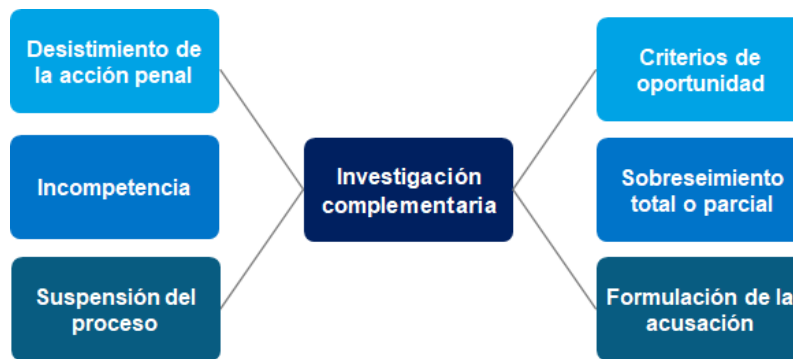 Desistimiento de
la acción penal
Incompetencia
Suspensión del
proceso
Investigación
complementaria
Criterios de
oportunidad
Sobreseimiento
total o parcial
Formulación de la
acusación